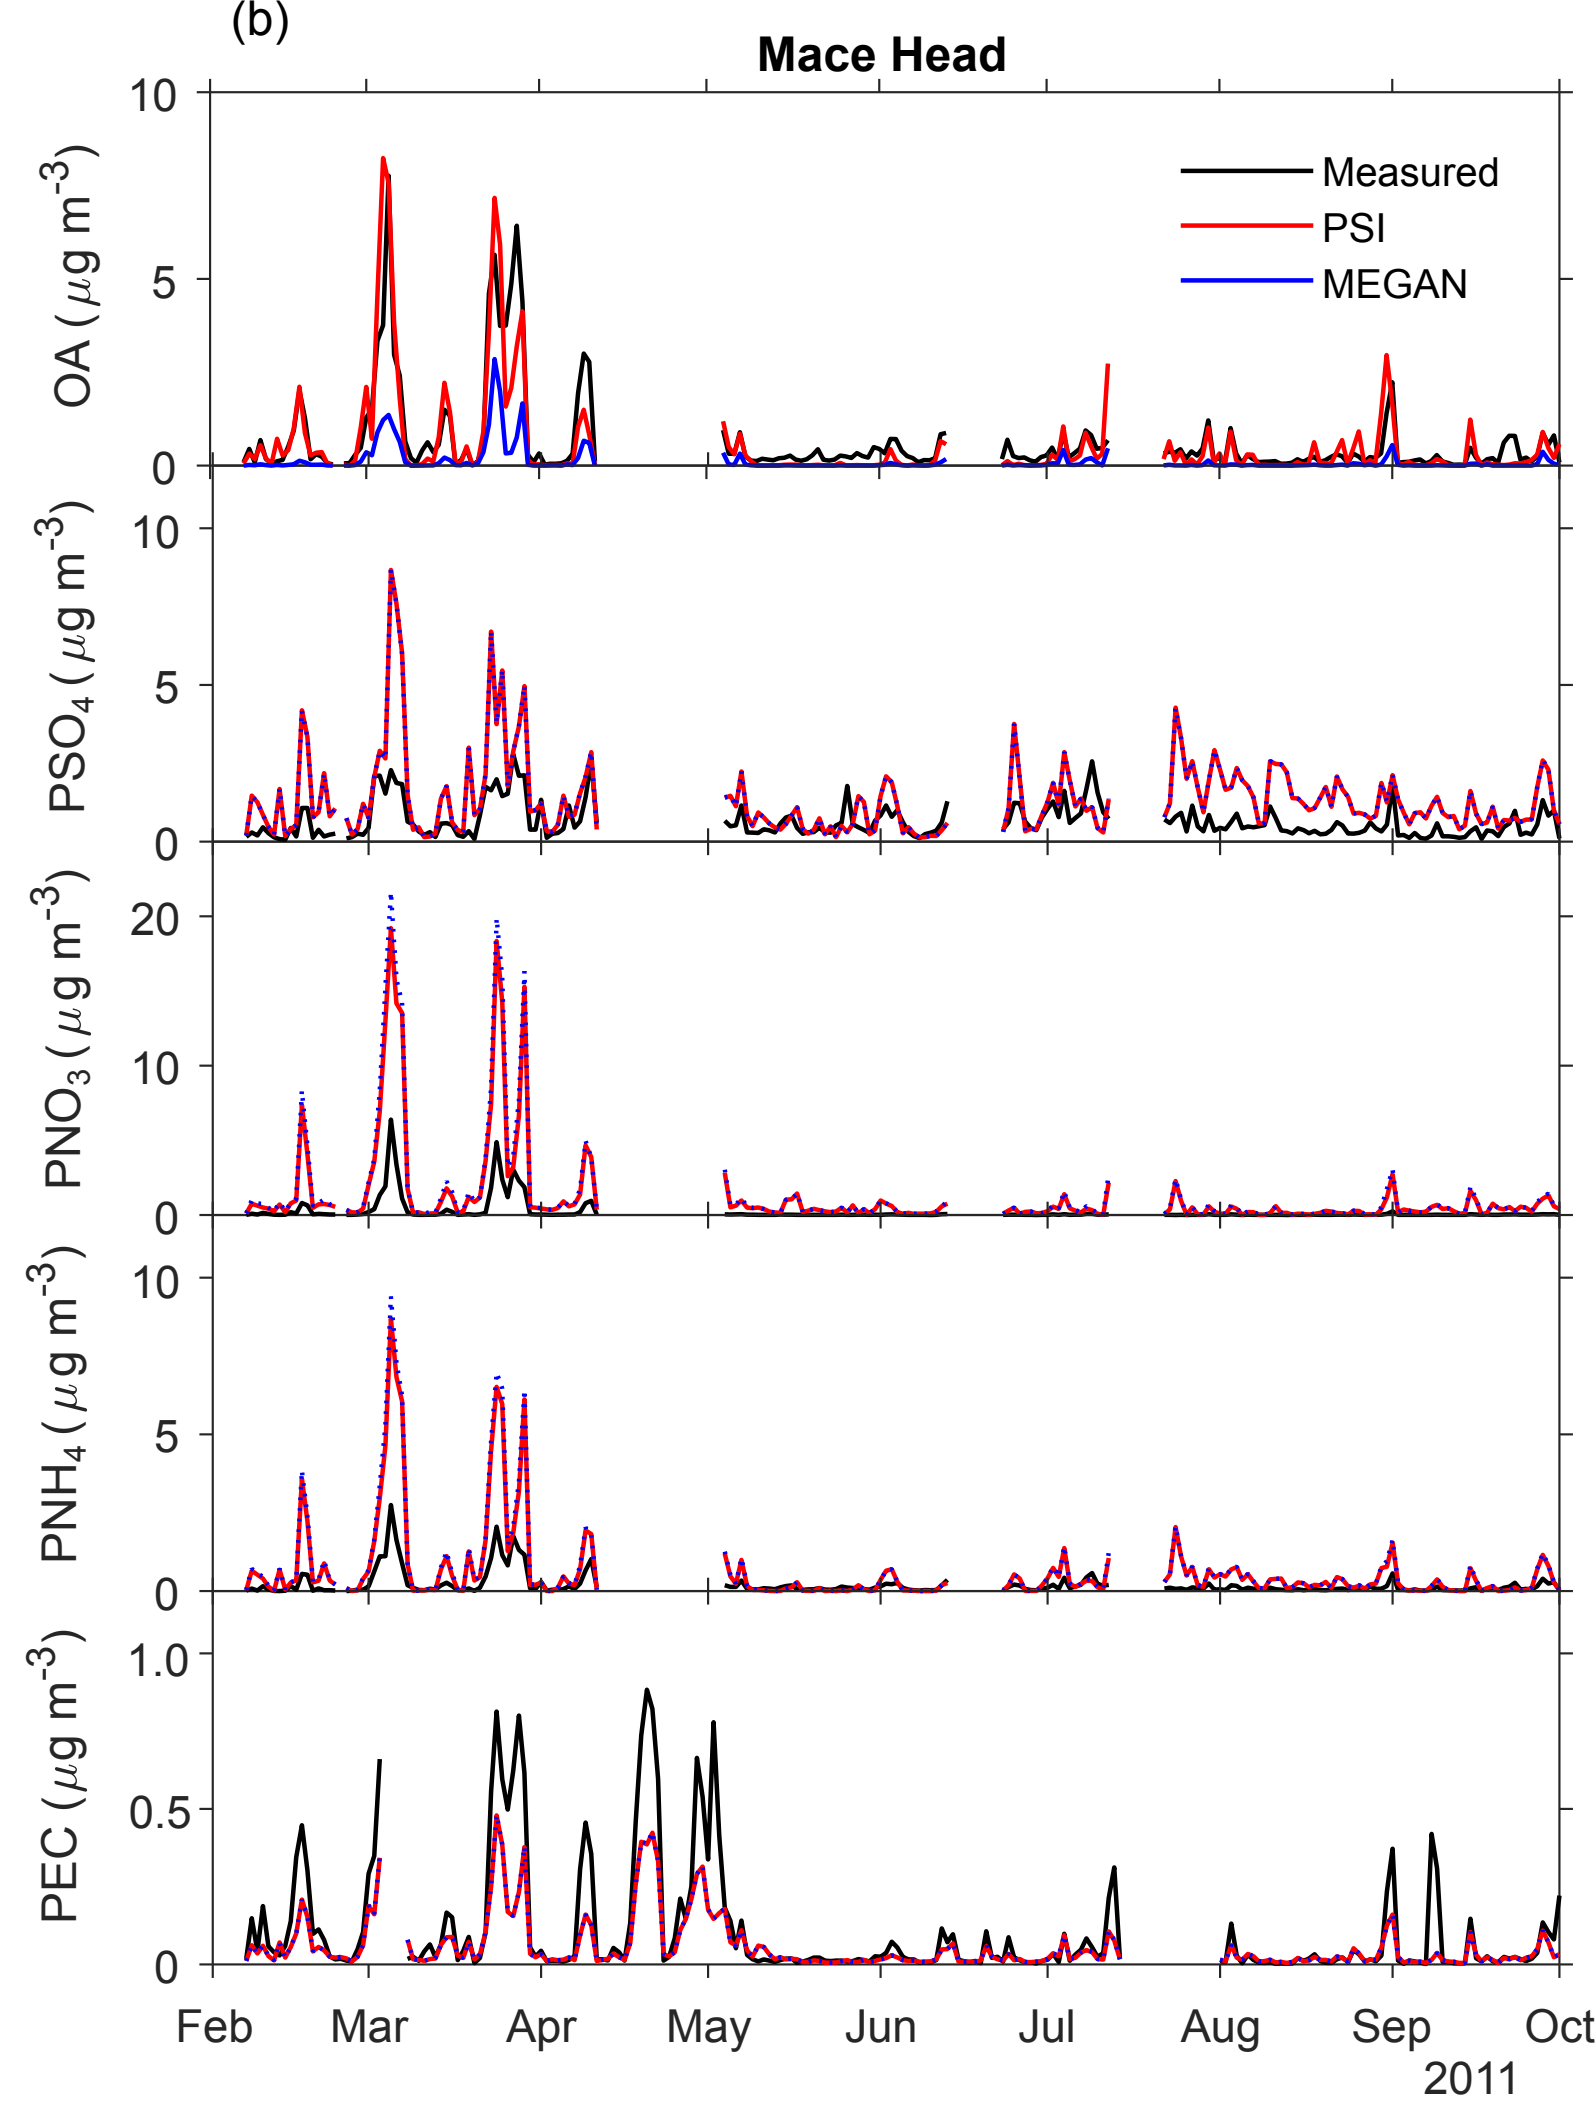 (b)
Mace Head
10
5
0
OA (μg m⁻³)
Measured
PSI
MEGAN
10
5
0
PSO₄ (μg m⁻³)
20
10
0
PNO₃ (μg m⁻³)
10
5
0
PNH₄ (μg m⁻³)
1.0
0.5
0
PEC (μg m⁻³)
Feb Mar Apr May Jun Jul Aug Sep Oct
2011